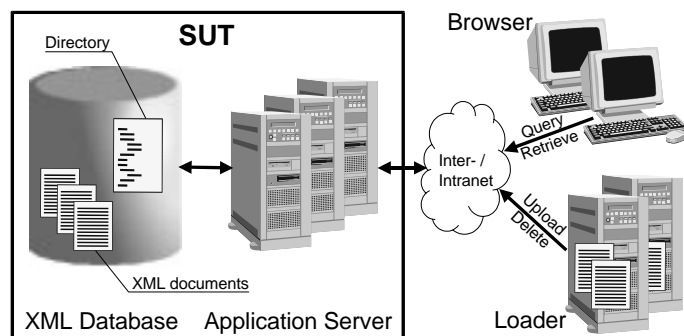 SUT
Directory
XML documents
XML Database
Application Server
Inter- /
Intranet
Browser
Query
Retrieve
Upload
Delete
Loader